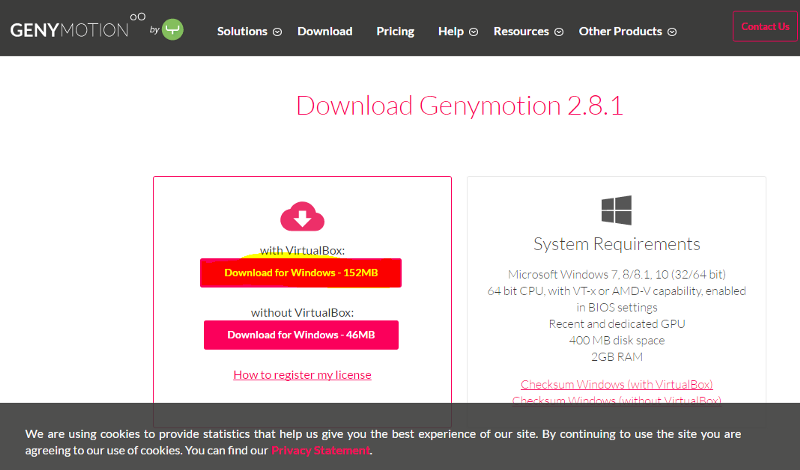 GENYMOTION by
Solutions Download Pricing Help Resources Other Products
Contact Us
Download Genymotion 2.8.1
with VirtualBox:
Download for Windows - 152MB
without VirtualBox:
Download for Windows - 46MB
How to register my license
System Requirements
Microsoft Windows 7, 8/8.1, 10 (32/64 bit)
64 bit CPU, with VT-x or AMD-V capability, enabled
in BIOS settings
Recent and dedicated GPU
400 MB disk space
2GB RAM
Checksum Windows (with VirtualBox)
Checksum Windows (without VirtualBox)
We are using cookies to provide statistics that help us give you the best experience of our site. By continuing to use the site you are
agreeing to our use of cookies. You can find our Privacy Statement.